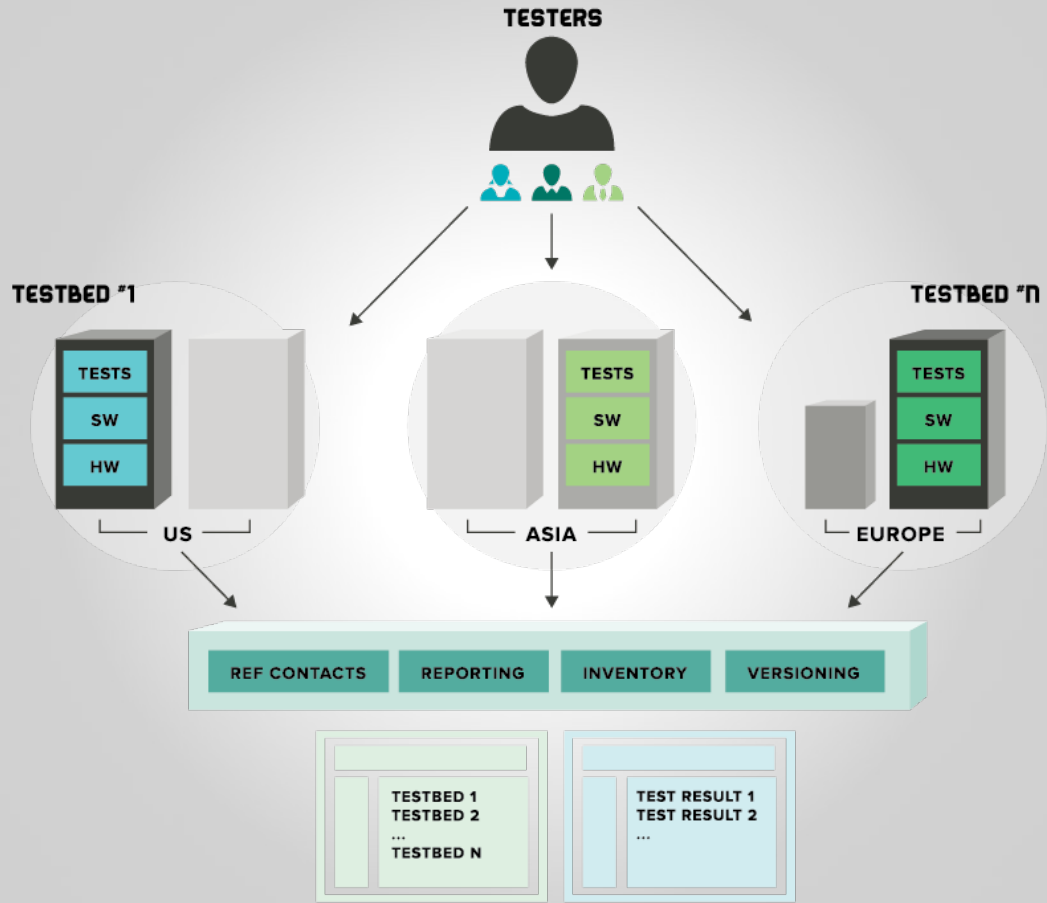 TESTERS
TESTBED #1
TESTBED #N
TESTS
SW
HW
US
TESTS
SW
HW
ASIA
TESTS
SW
HW
EUROPE
REF CONTACTS
REPORTING
INVENTORY
VERSIONING
TESTBED 1
TESTBED 2
...
TESTBED N
TEST RESULT 1
TEST RESULT 2
...